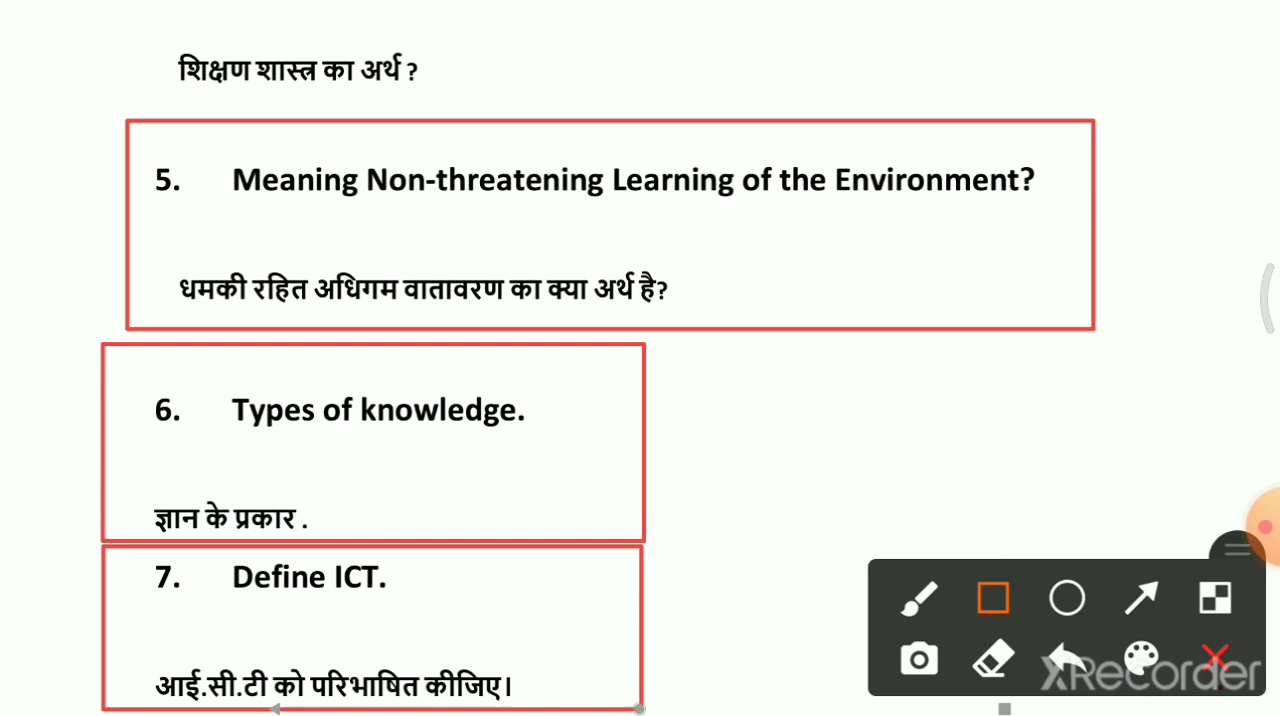 शिक्षण शास्त्र का अर्थ ?
5. Meaning Non-threatening Learning of the Environment?
धमकी रहित अधिगम वातावरण का क्या अर्थ है?
6. Types of knowledge.
ज्ञान के प्रकार .
7. Define ICT.
आई.सी.टी को परिभाषित कीजिए।
XRecorder